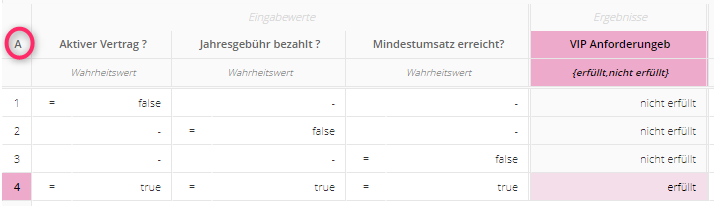 Eingabewerte Ergebnisse
A Aktiver Vertrag ? Jahresgebühr bezahlt ? Mindestumsatz erreicht? VIP Anforderungeb
Wahrheitswert Wahrheitswert Wahrheitswert {erfüllt,nicht erfüllt}
1 = false - - nicht erfüllt
2 - = false - nicht erfüllt
3 - - = false nicht erfüllt
4 = true = true = true erfüllt